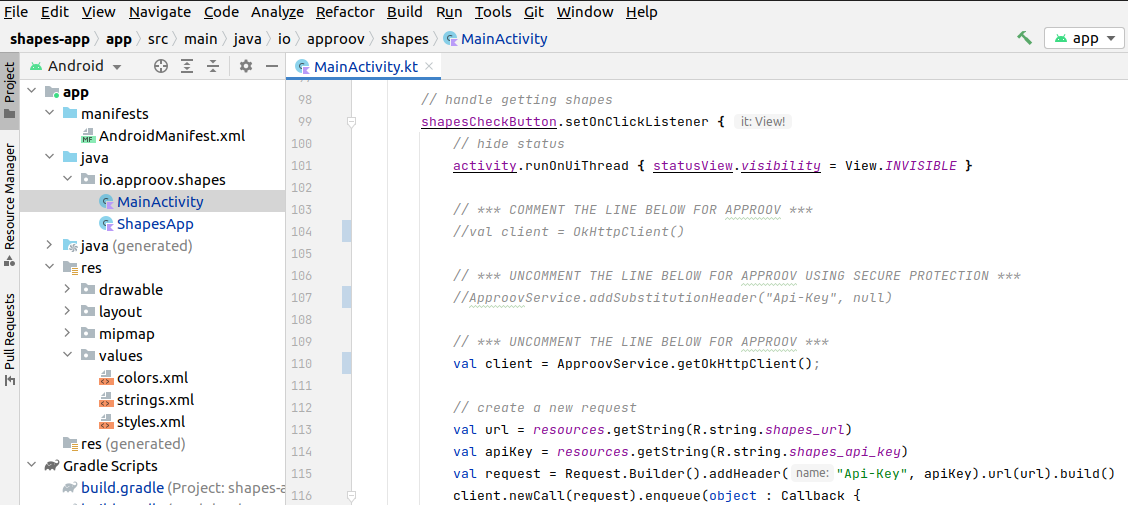 File Edit View Navigate Code Analyze Refactor Build Run Tools Git Window Help
shapes-app app src main java io approov shapes MainActivity app
Project
Resource Manager
Pull Requests
Android
app
manifests
AndroidManifest.xml
java
io.approov.shapes
MainActivity
ShapesApp
java (generated)
res
drawable
layout
mipmap
values
colors.xml
strings.xml
styles.xml
res (generated)
Gradle Scripts
build.gradle (Project: shapes-a
MainActivity.kt
98 // handle getting shapes
99 shapesCheckButton.setOnClickListener { it: View!
100 // hide status
101 activity.runOnUiThread { statusView.visibility = View.INVISIBLE }
102
103 // *** COMMENT THE LINE BELOW FOR APPROOV ***
104 //val client = OkHttpClient()
105
106 // *** UNCOMMENT THE LINE BELOW FOR APPROOV USING SECURE PROTECTION ***
107 //ApproovService.addSubstitutionHeader("Api-Key", null)
108
109 // *** UNCOMMENT THE LINE BELOW FOR APPROOV ***
110 val client = ApproovService.getOkHttpClient();
111
112 // create a new request
113 val url = resources.getString(R.string.shapes_url)
114 val apiKey = resources.getString(R.string.shapes_api_key)
115 val request = Request.Builder().addHeader( name: "Api-Key", apiKey).url(url).build()
116 client.newCall(request).enqueue(object : Callback {